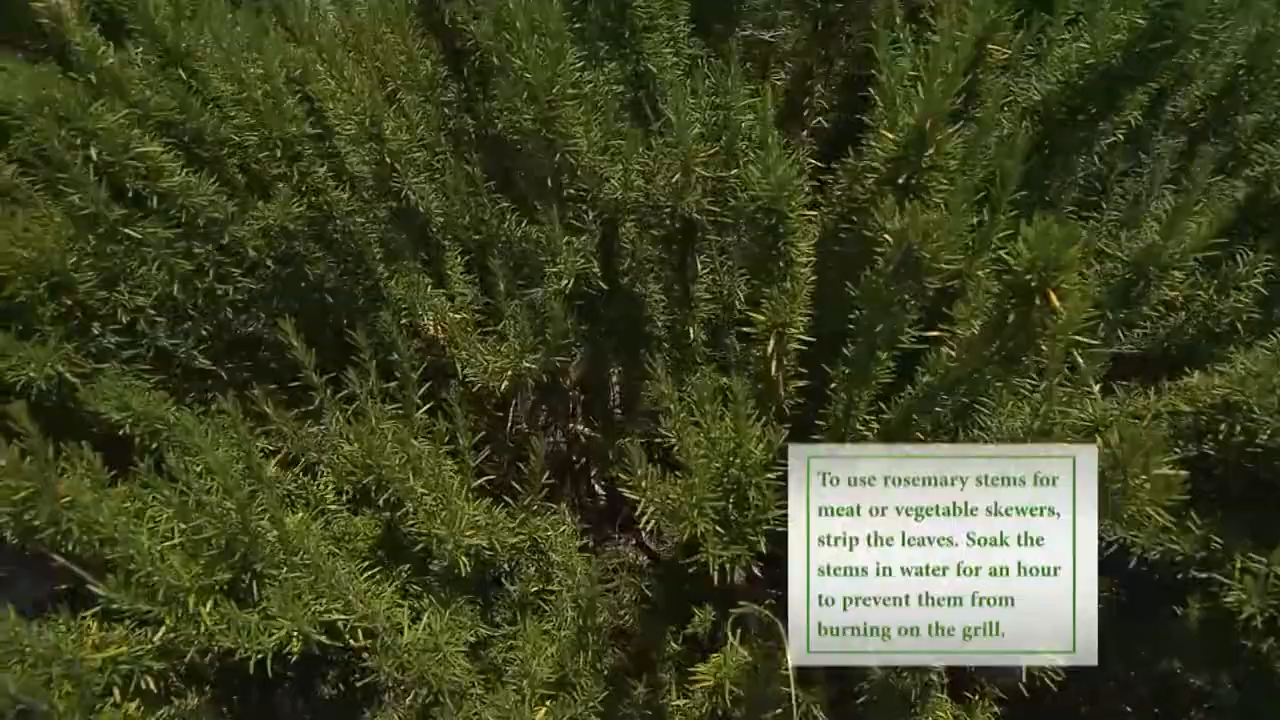 To use rosemary stems for
meat or vegetable skewers,
strip the leaves. Soak the
stems in water for an hour
to prevent them from
burning on the grill.